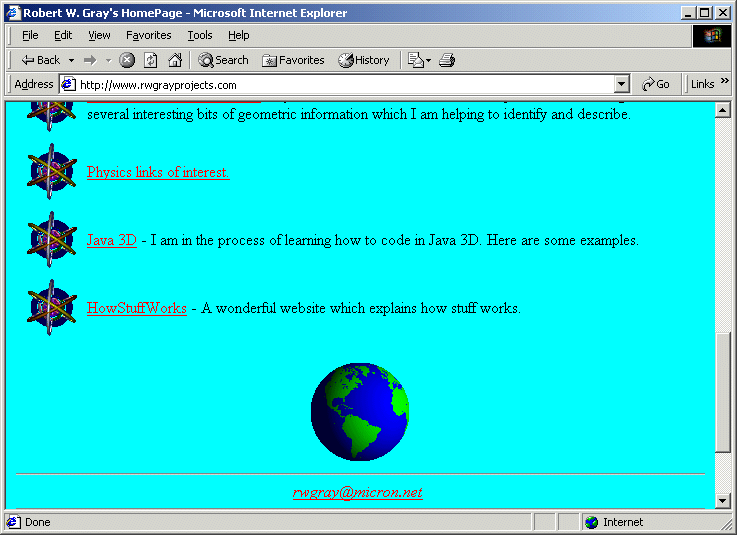 Robert W. Gray's HomePage - Microsoft Internet Explorer
File Edit View Favorites Tools Help
Back Search Favorites History
Address http://www.rwgrayprojects.com Go Links »
several interesting bits of geometric information which I am helping to identify and describe.
Physics links of interest.
Java 3D - I am in the process of learning how to code in Java 3D. Here are some examples.
HowStuffWorks - A wonderful website which explains how stuff works.
rwgray@micron.net
Done Internet